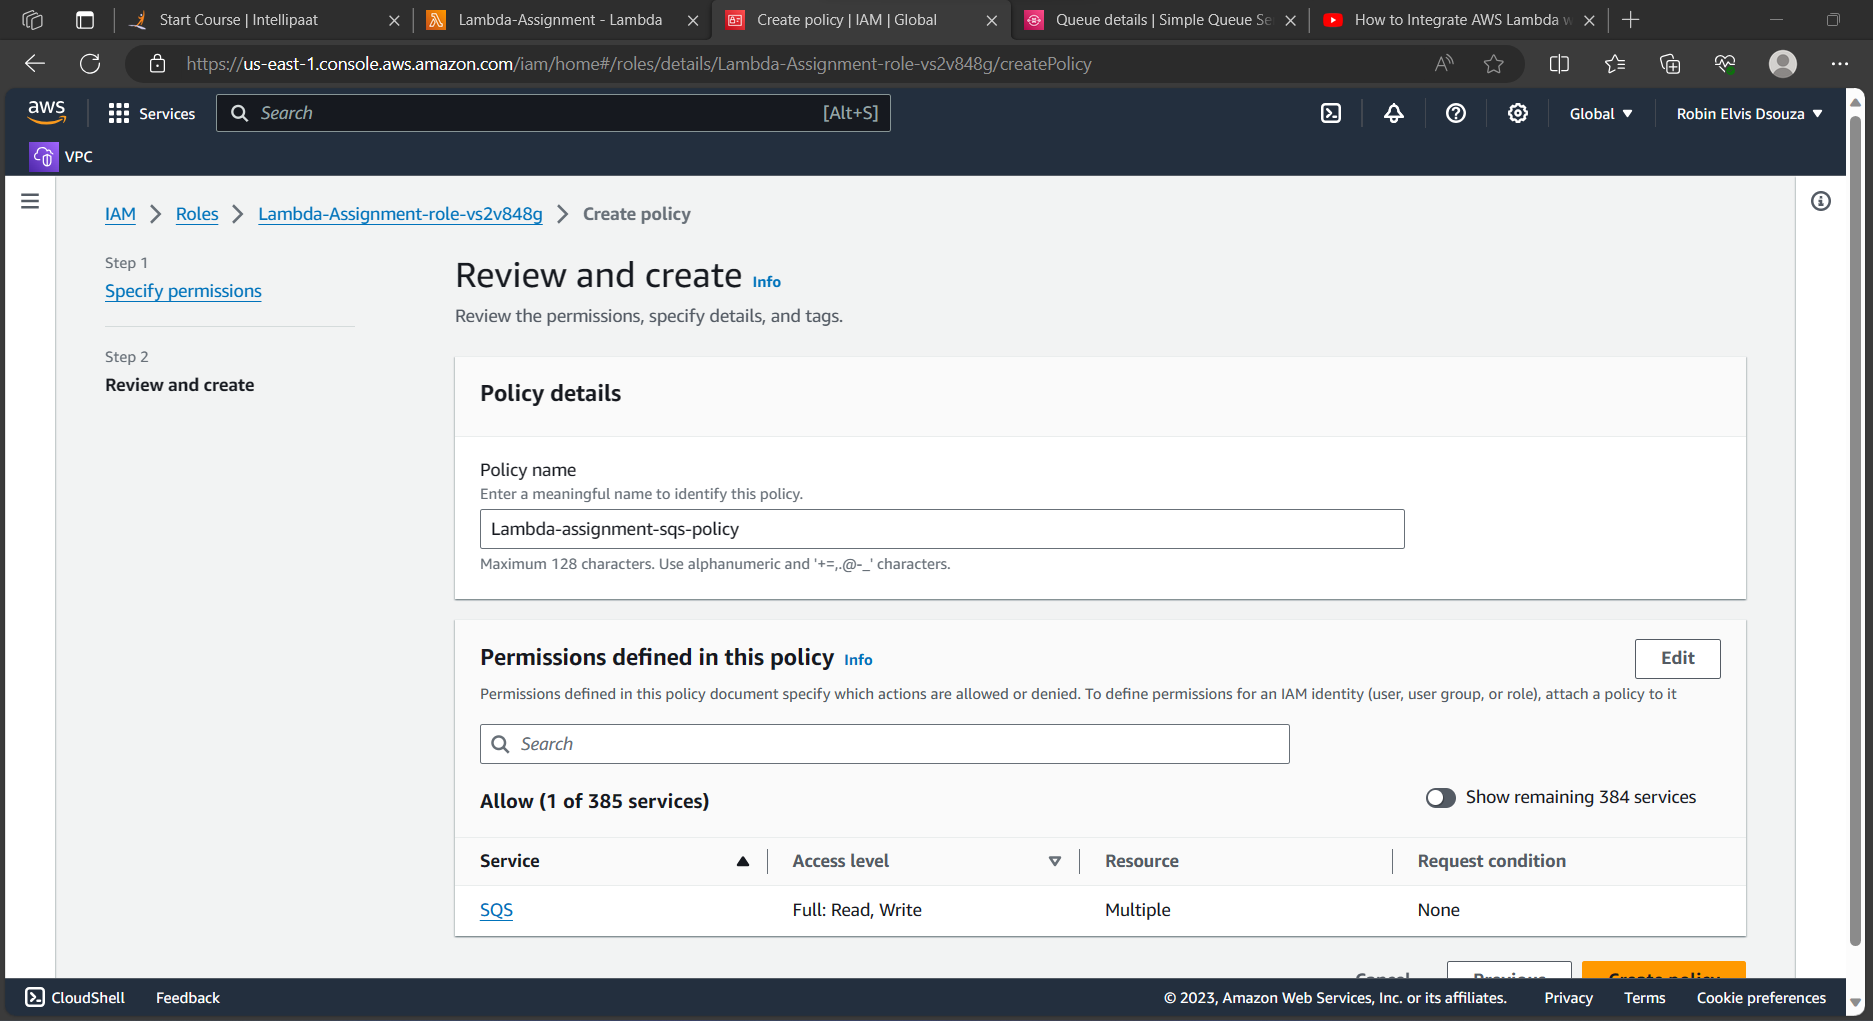 Start Course | Intellipaat
Lambda-Assignment - Lambda
Create policy | IAM | Global
Queue details | Simple Queue Se
How to Integrate AWS Lambda w
https://us-east-1.console.aws.amazon.com/iam/home#/roles/details/Lambda-Assignment-role-vs2v848g/createPolicy
aws
Services
Search
[Alt+S]
Global
Robin Elvis Dsouza
VPC
IAM > Roles > Lambda-Assignment-role-vs2v848g > Create policy
Step 1
Specify permissions
Step 2
Review and create
Review and create Info
Review the permissions, specify details, and tags.
Policy details
Policy name
Enter a meaningful name to identify this policy.
Lambda-assignment-sqs-policy
Maximum 128 characters. Use alphanumeric and '+=,.@-_' characters.
Permissions defined in this policy Info
Edit
Permissions defined in this policy document specify which actions are allowed or denied. To define permissions for an IAM identity (user, user group, or role), attach a policy to it
Search
Allow (1 of 385 services)
Show remaining 384 services
Service Access level Resource Request condition
SQS Full: Read, Write Multiple None
Cancel Previous Create policy
CloudShell Feedback © 2023, Amazon Web Services, Inc. or its affiliates. Privacy Terms Cookie preferences